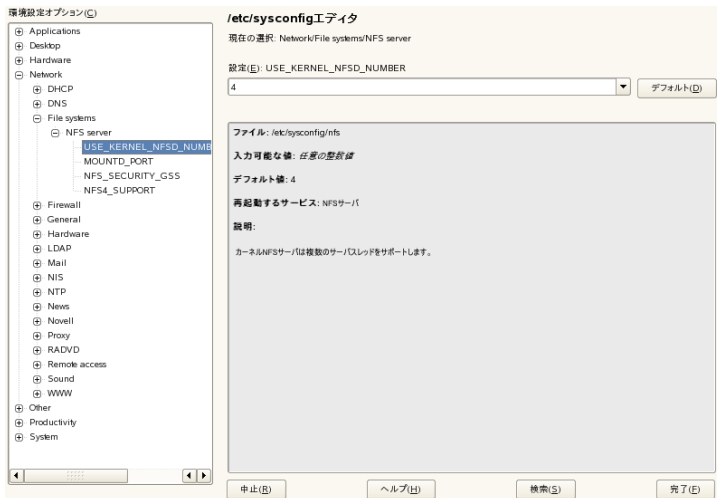 環境設定オプション(C)
Applications
Desktop
Hardware
Network
DHCP
DNS
File systems
NFS server
USE_KERNEL_NFSD_NUMB
MOUNTD_PORT
NFS_SECURITY_GSS
NFS4_SUPPORT
Firewall
General
Hardware
LDAP
Mail
NIS
NTP
News
Novell
Proxy
RADVD
Remote access
Sound
WWW
Other
Productivity
System
/etc/sysconfigエディタ
現在の選択: Network/File systems/NFS server
設定(E): USE_KERNEL_NFSD_NUMBER
4
デフォルト(D)
ファイル: /etc/sysconfig/nfs
入力可能な値: 任意の整数値
デフォルト値: 4
再起動するサービス: NFSサーバ
説明:
カーネルNFSサーバは複数のサーバスレッドをサポートします。
中止(R)
ヘルプ(H)
検索(S)
完了(F)